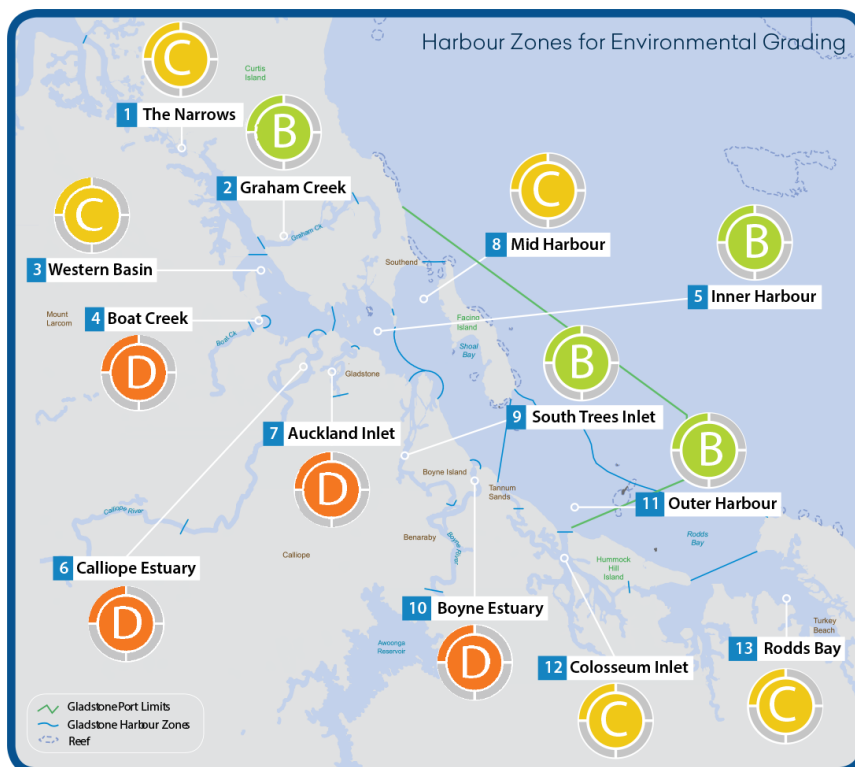 Harbour Zones for Environmental Grading
C
Curtis
Island
1 The Narrows
B
2 Graham Creek
C
C
8 Mid Harbour
B
Graham Ck
3 Western Basin
Southend
5 Inner Harbour
Mount
Larcom
4 Boat Creek
Facino
Island
Boat Ck
Shoal
Bay
D
Gladstone
B
9 South Trees Inlet
7 Auckland Inlet
B
Boyne Island
D
Tannum
Sands
11 Outer Harbour
Calliope River
Boyne River
Rodds
Bay
Benaraby
Calliope
6 Calliope Estuary
Hummock
Hill
Island
D
10 Boyne Estuary
Turkey
Beach
Awoonga
Reservoir
D
12 Colosseum Inlet
13 Rodds Bay
C
C
Gladstone Port Limits
Gladstone Harbour Zones
Reef